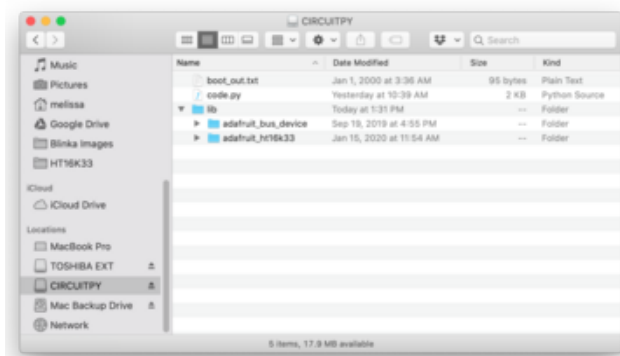 CIRCUITPY
Search
Music
Pictures
melissa
Google Drive
Blinka Images
HT16K33
iCloud
iCloud Drive
Locations
MacBook Pro
TOSHIBA EXT
CIRCUITPY
Mac Backup Drive
Network
Name Date Modified Size Kind
boot_out.txt Jan 1, 2000 at 3:36 AM 95 bytes Plain Text
code.py Yesterday at 10:39 AM 2 KB Python Source
lib Today at 1:31 PM -- Folder
adafruit_bus_device Sep 19, 2019 at 4:55 PM -- Folder
adafruit_ht16k33 Jan 15, 2020 at 11:54 AM -- Folder
5 items, 17.9 MB available